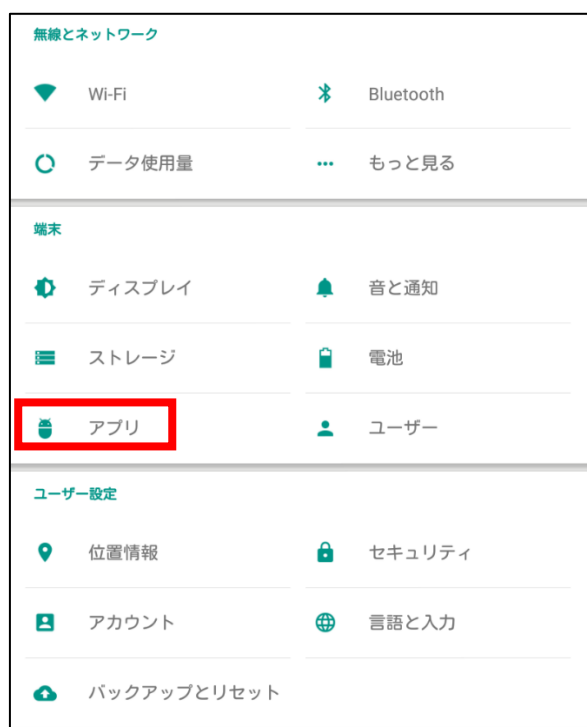 無線とネットワーク
Wi-Fi
Bluetooth
データ使用量
もっと見る
端末
ディスプレイ
音と通知
ストレージ
電池
アプリ
ユーザー
ユーザー設定
位置情報
セキュリティ
アカウント
言語と入力
バックアップとリセット